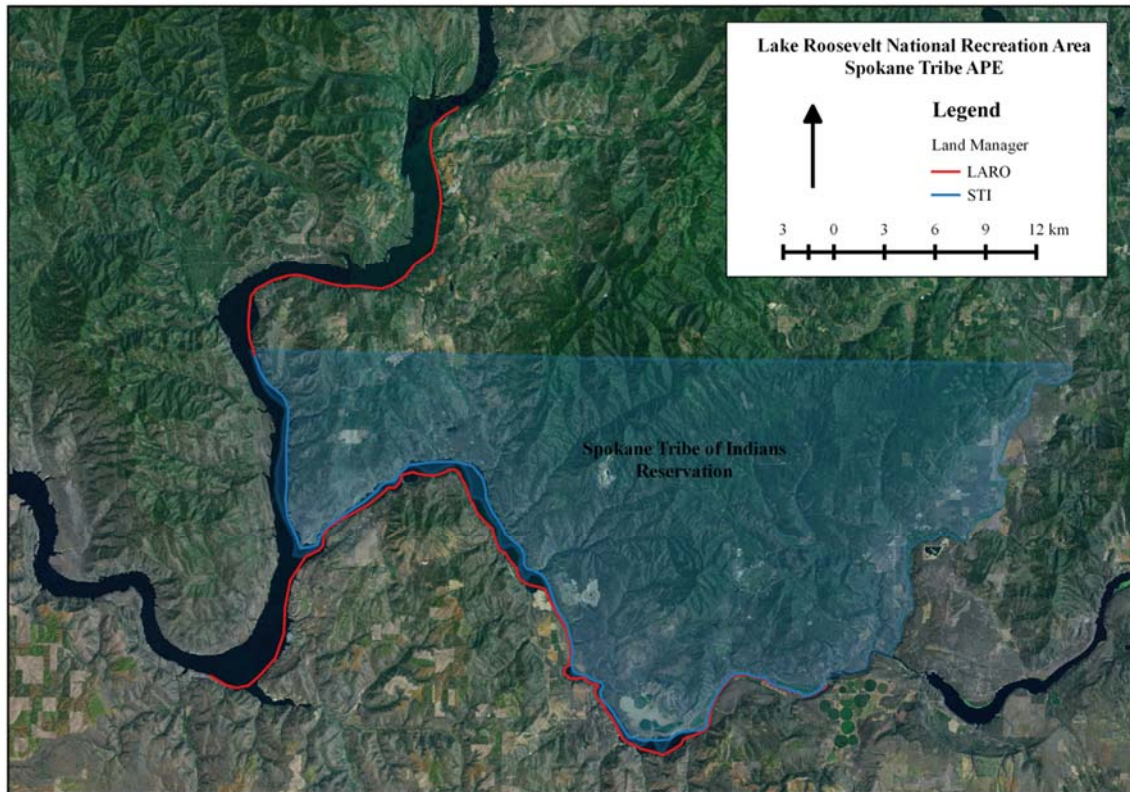 Lake Roosevelt National Recreation Area
Spokane Tribe APE
Legend
Land Manager
LARO
STI
3 0 3 6 9 12 km
Spokane Tribe of Indians
Reservation